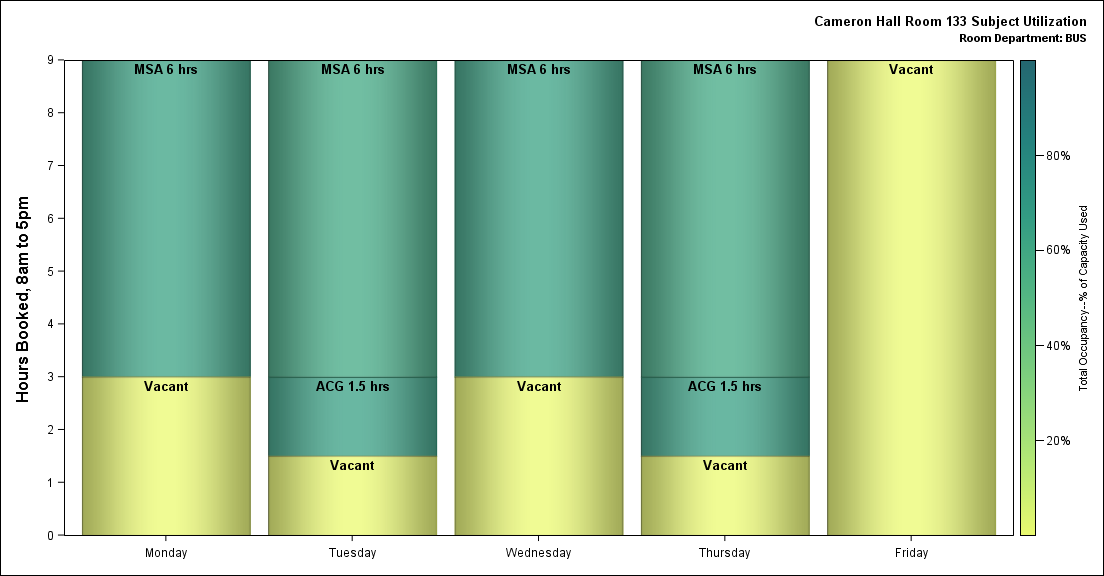 Cameron Hall Room 133 Subject Utilization
Room Department: BUS
Hours Booked, 8am to 5pm
9
8
7
6
5
4
3
2
1
0
MSA 6 hrs
Vacant
MSA 6 hrs
ACG 1.5 hrs
Vacant
MSA 6 hrs
Vacant
MSA 6 hrs
ACG 1.5 hrs
Vacant
Vacant
Monday
Tuesday
Wednesday
Thursday
Friday
80%
60%
40%
20%
Total Occupancy--% of Capacity Used